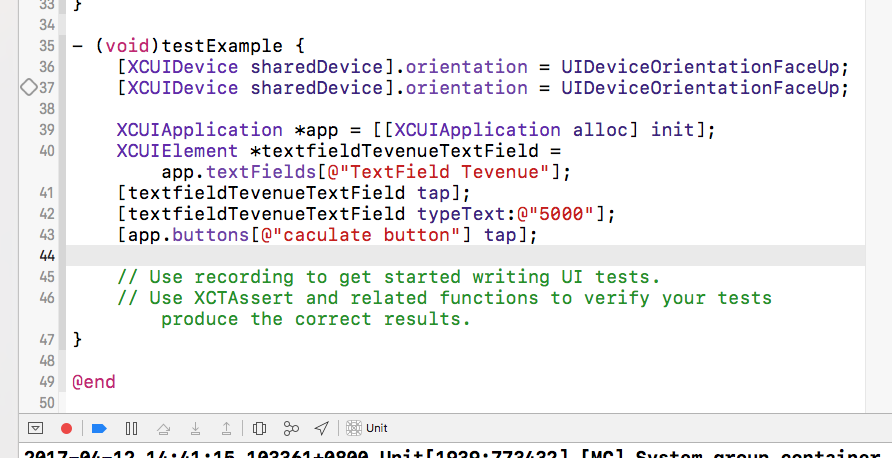 33 }
34
35 - (void)testExample {
36 [XCUIDevice sharedDevice].orientation = UIDeviceOrientationFaceUp;
37 [XCUIDevice sharedDevice].orientation = UIDeviceOrientationFaceUp;
38
39 XCUIApplication *app = [[XCUIApplication alloc] init];
40 XCUIElement *textfieldTevenueTextField =
app.textFields[@"TextField Tevenue"];
41 [textfieldTevenueTextField tap];
42 [textfieldTevenueTextField typeText:@"5000"];
43 [app.buttons[@"caculate button"] tap];
44
45 // Use recording to get started writing UI tests.
46 // Use XCTAssert and related functions to verify your tests
produce the correct results.
47 }
48
49 @end
50
Unit
2017-04-12 14:41:15.103361+0800 Unit[1939:773432] [MC] System group container